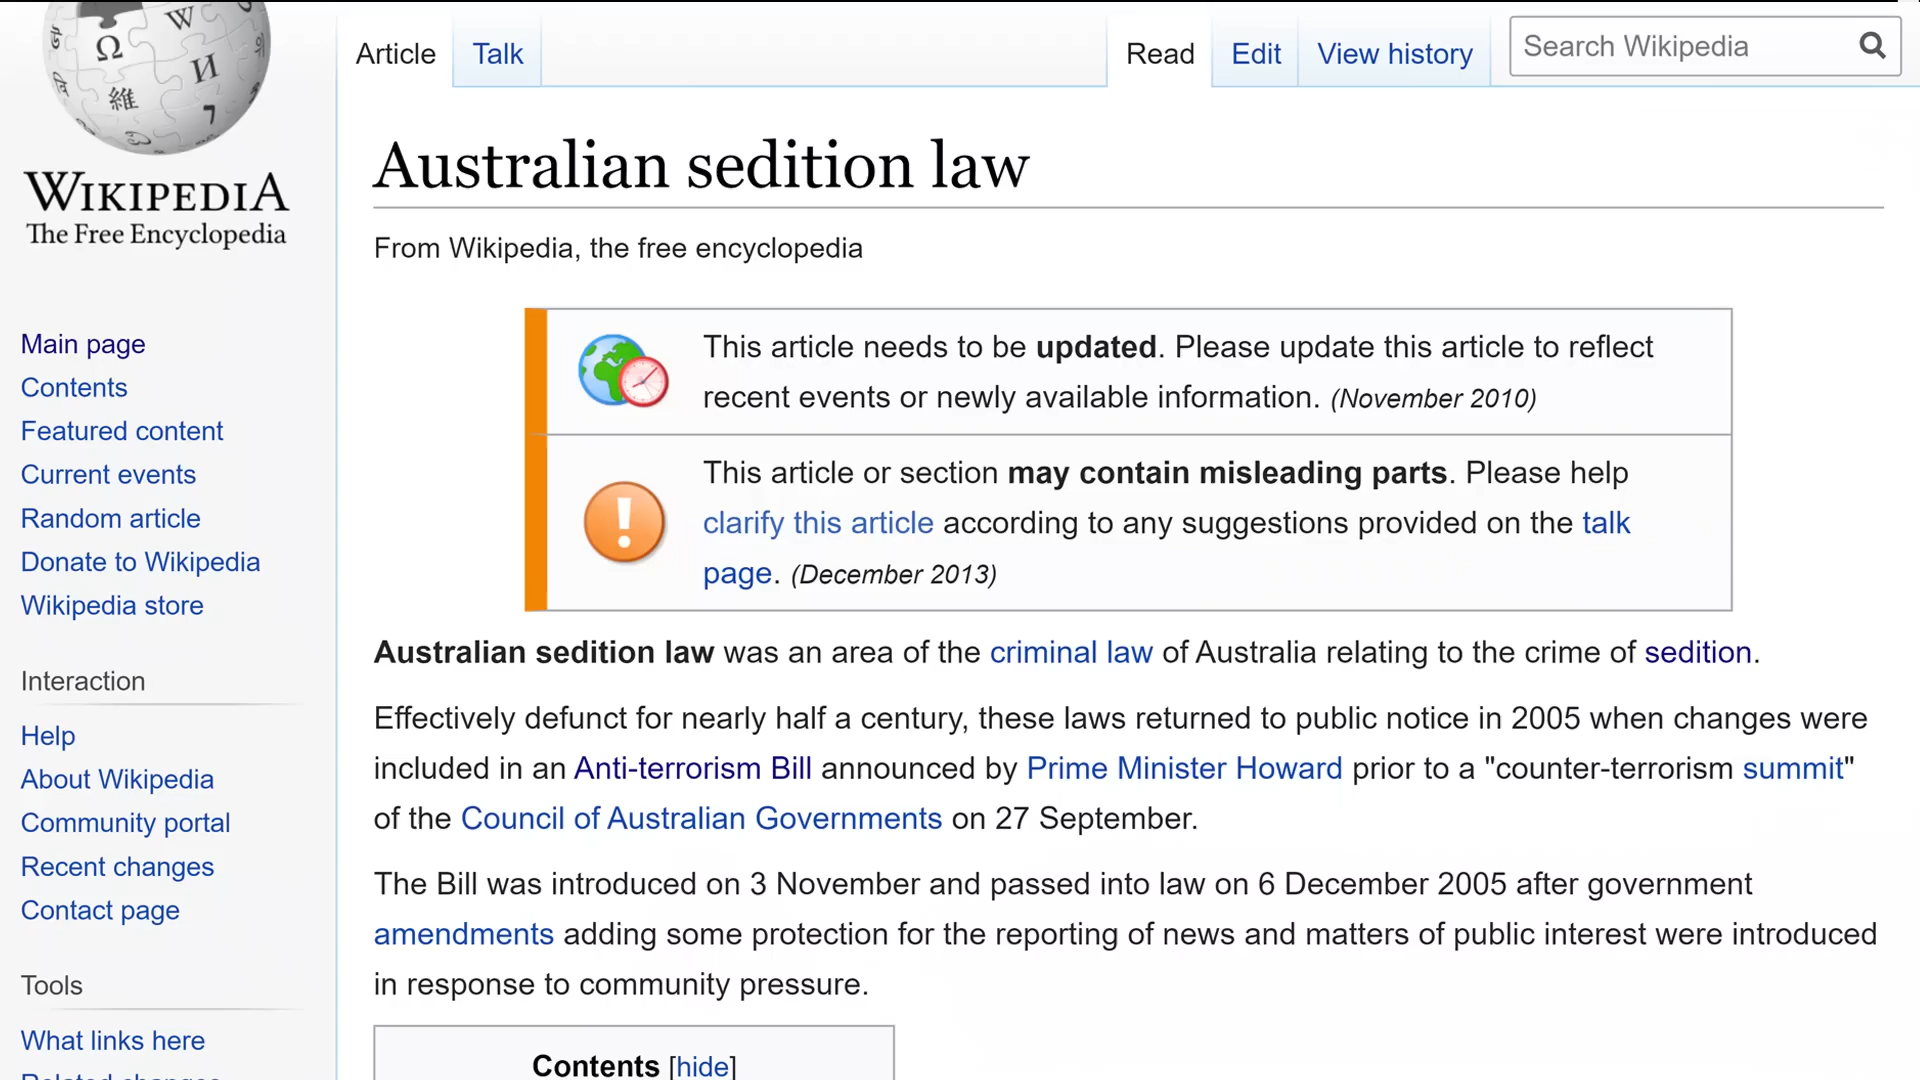 Article
Talk
Read
Edit
View history
Search Wikipedia
WIKIPEDIA
The Free Encyclopedia
Main page
Contents
Featured content
Current events
Random article
Donate to Wikipedia
Wikipedia store
Interaction
Help
About Wikipedia
Community portal
Recent changes
Contact page
Tools
What links here
Related changes
Australian sedition law
From Wikipedia, the free encyclopedia
This article needs to be updated. Please update this article to reflect
recent events or newly available information. (November 2010)
This article or section may contain misleading parts. Please help
clarify this article according to any suggestions provided on the talk
page. (December 2013)
Australian sedition law was an area of the criminal law of Australia relating to the crime of sedition.
Effectively defunct for nearly half a century, these laws returned to public notice in 2005 when changes were
included in an Anti-terrorism Bill announced by Prime Minister Howard prior to a "counter-terrorism summit"
of the Council of Australian Governments on 27 September.
The Bill was introduced on 3 November and passed into law on 6 December 2005 after government
amendments adding some protection for the reporting of news and matters of public interest were introduced
in response to community pressure.
Contents [hide]